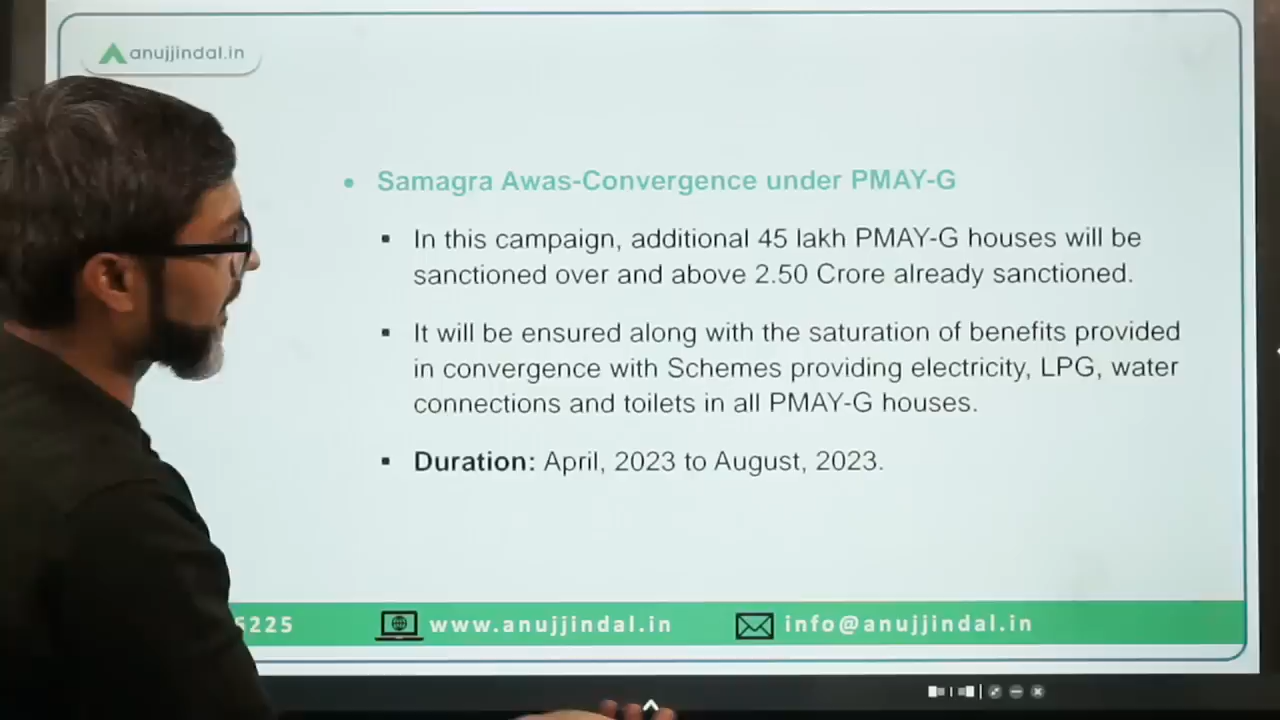 anujjindal.in
• Samagra Awas-Convergence under PMAY-G
▪ In this campaign, additional 45 lakh PMAY-G houses will be
sanctioned over and above 2.50 Crore already sanctioned.
▪ It will be ensured along with the saturation of benefits provided
in convergence with Schemes providing electricity, LPG, water
connections and toilets in all PMAY-G houses.
▪ Duration: April, 2023 to August, 2023.
5225 www.anujjindal.in info@anujjindal.in